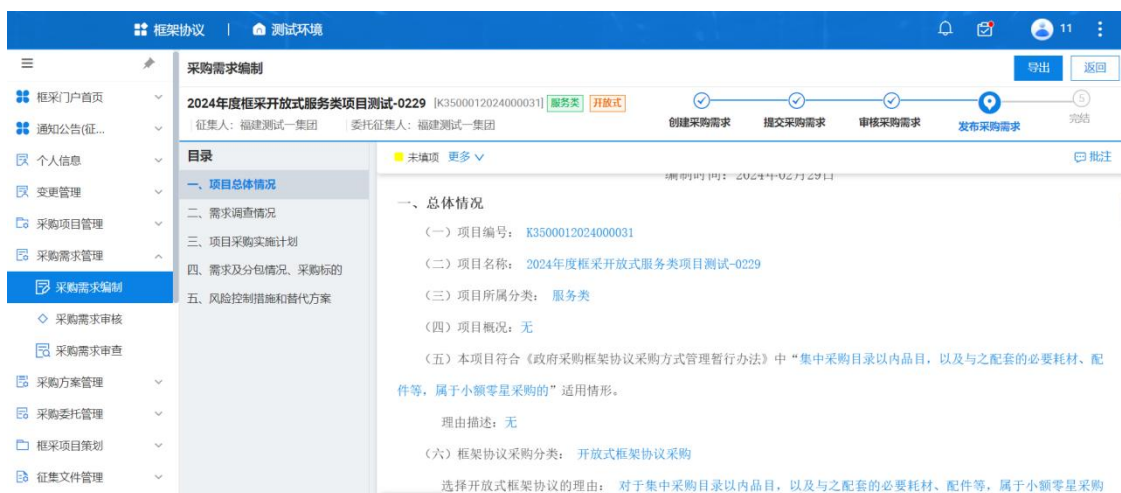 框架协议 | 测试环境
11
采购需求编制
导出
返回
框采门户首页
通知公告(征...
个人信息
变更管理
采购项目管理
采购需求管理
采购需求编制
采购需求审核
采购需求审查
采购方案管理
采购委托管理
框采项目策划
征集文件管理
2024年度框采开放式服务类项目测试-0229 [K3500012024000031] 服务类 开放式
征集人：福建测试一集团 委托征集人：福建测试一集团
创建采购需求
提交采购需求
审核采购需求
发布采购需求
5
完结
目录
一、项目总体情况
二、需求调查情况
三、项目采购实施计划
四、需求及分包情况、采购标的
五、风险控制措施和替代方案
未填项 更多
批注
编制时间：2024年02月29日
一、总体情况
（一）项目编号： K3500012024000031
（二）项目名称： 2024年度框采开放式服务类项目测试-0229
（三）项目所属分类： 服务类
（四）项目概况：无
（五）本项目符合《政府采购框架协议采购方式管理暂行办法》中“集中采购目录以内品目，以及与之配套的必要耗材、配
件等，属于小额零星采购的”适用情形。
理由描述：无
（六）框架协议采购分类： 开放式框架协议采购
选择开放式框架协议的理由： 对于集中采购目录以内品目，以及与之配套的必要耗材、配件等，属于小额零星采购